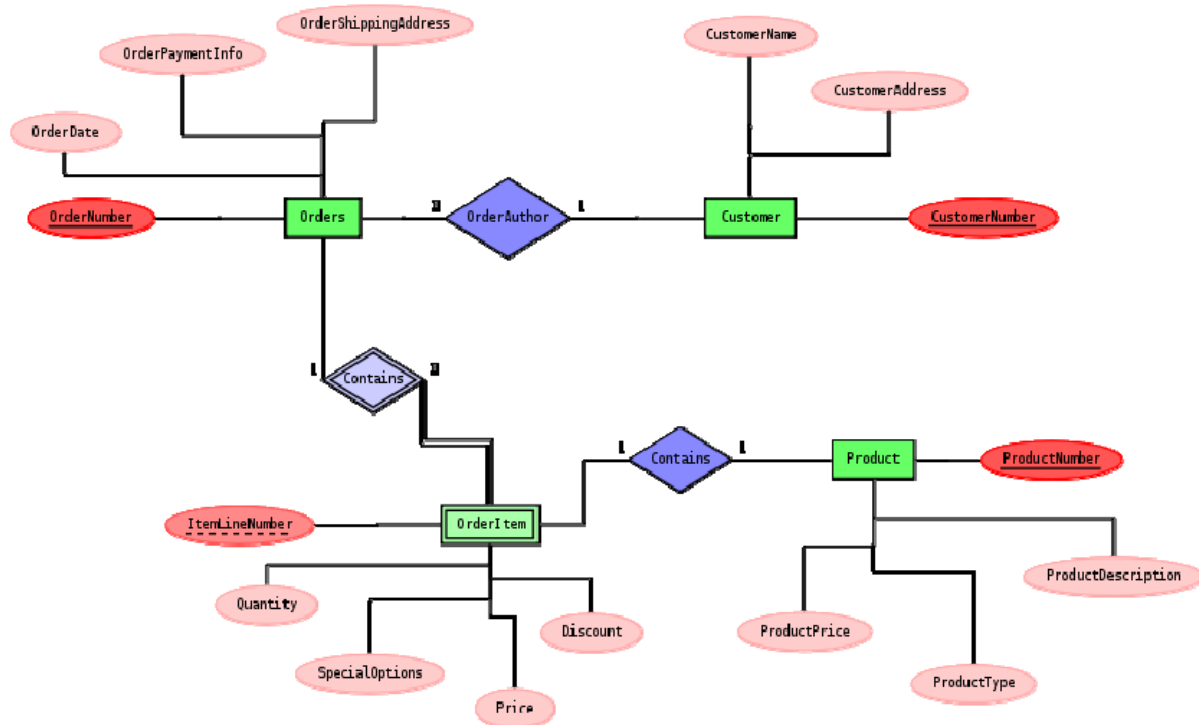 OrderShippingAddress
CustomerName
OrderPaymentInfo
CustomerAddress
OrderDate
OrderNumber
Orders
OrderAuthor
1
Customer
CustomerNumber
1
Contains
1
Contains
1
Product
ProductNumber
ItemLineNumber
OrderItem
ProductDescription
Quantity
Discount
ProductPrice
SpecialOptions
ProductType
Price